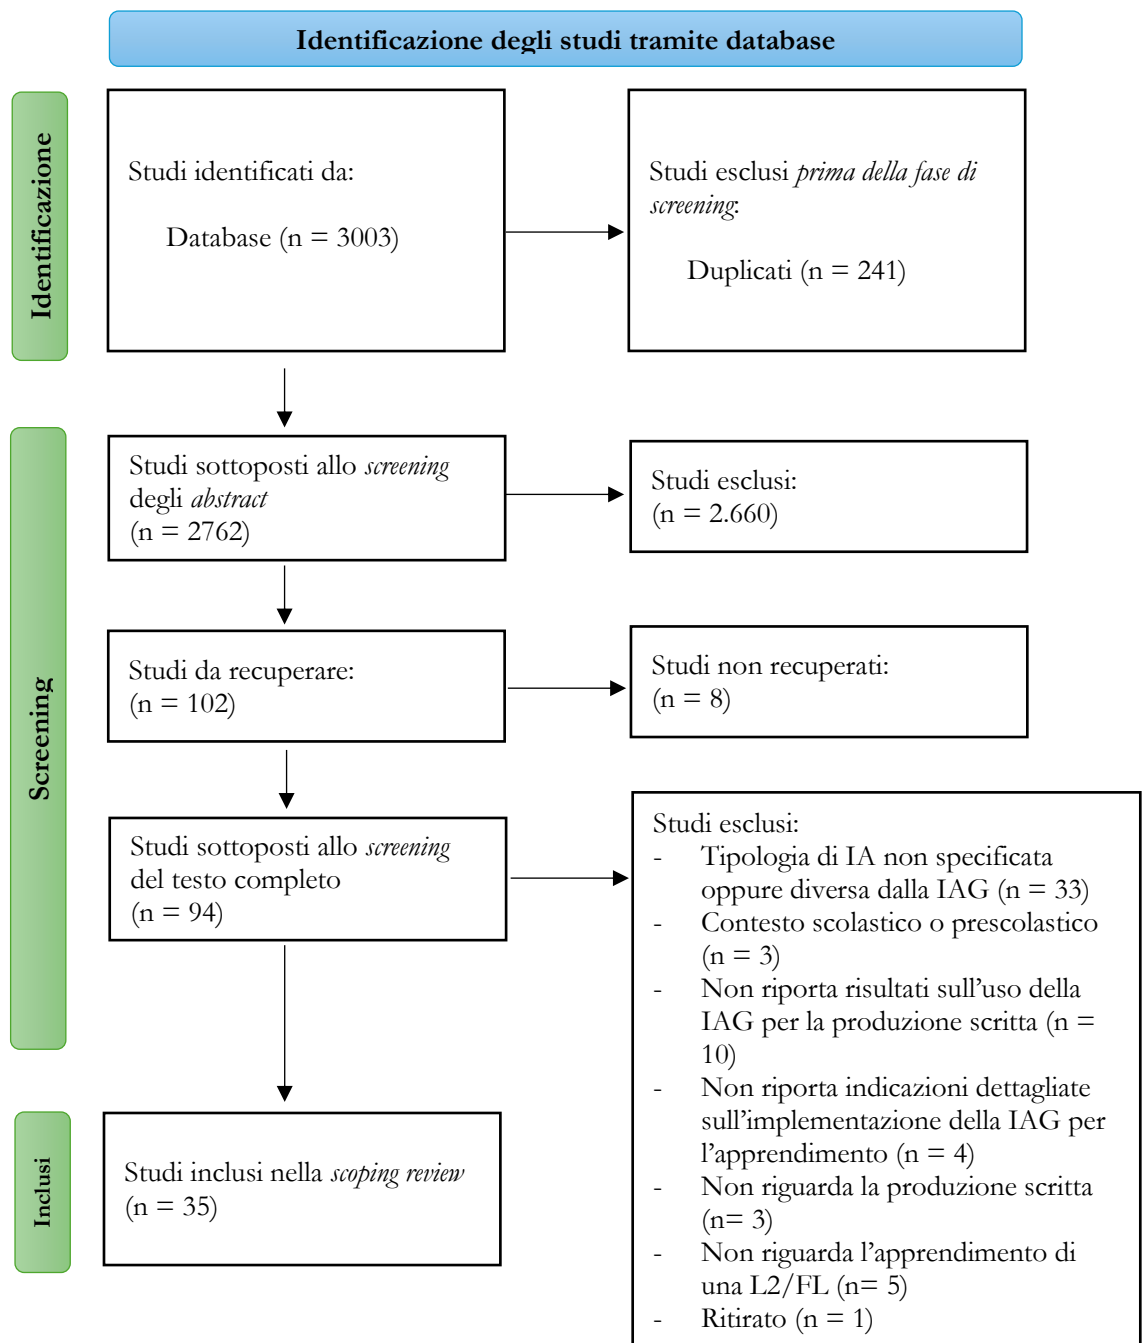 Identificazione degli studi tramite database
Identificazione
Studi identificati da:
Database (n = 3003)
Studi esclusi prima della fase di
screening:
Duplicati (n = 241)
Screening
Studi sottoposti allo screening
degli abstract
(n = 2762)
Studi esclusi:
(n = 2.660)
Studi da recuperare:
(n = 102)
Studi non recuperati:
(n = 8)
Studi sottoposti allo screening
del testo completo
(n = 94)
Studi esclusi:
- Tipologia di IA non specificata
oppure diversa dalla IAG (n = 33)
- Contesto scolastico o prescolastico
(n = 3)
- Non riporta risultati sull’uso della
IAG per la produzione scritta (n =
10)
- Non riporta indicazioni dettagliate
sull’implementazione della IAG per
l’apprendimento (n = 4)
- Non riguarda la produzione scritta
(n= 3)
- Non riguarda l’apprendimento di
una L2/FL (n= 5)
- Ritirato (n = 1)
Inclusi
Studi inclusi nella scoping review
(n = 35)